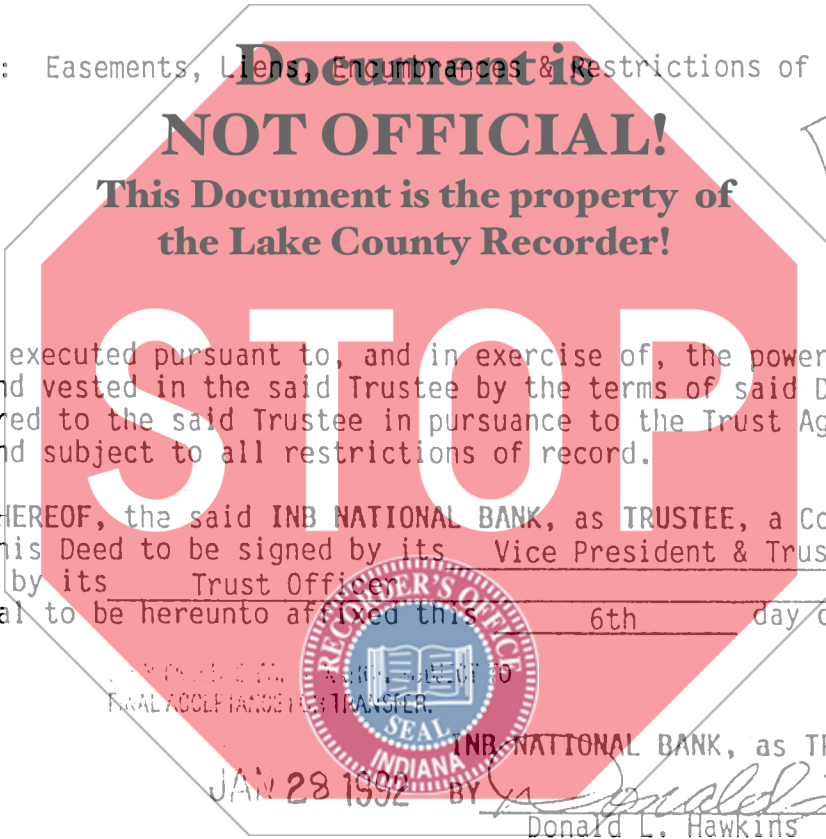 : Easements, Liens, Encumbrances & Restrictions of
Document is
NOT OFFICIAL!
This Document is the property of
the Lake County Recorder!
STOP
executed pursuant to, and in exercise of, the power
nd vested in the said Trustee by the terms of said D
red to the said Trustee in pursuance to the Trust Ag
nd subject to all restrictions of record.
HEREOF, the said INB NATIONAL BANK, as TRUSTEE, a Co
is Deed to be signed by its Vice President & Trus
by its Trust Officer
al to be hereunto affixed this 6th day o
RECORDER'S OFFICE
SEAL
INDIANA
FINAL ACCEPTANCE FOR TRANSFER.
INB NATIONAL BANK, as TR
JAN 28 1992 BY Donald
Donald L. Hawkins